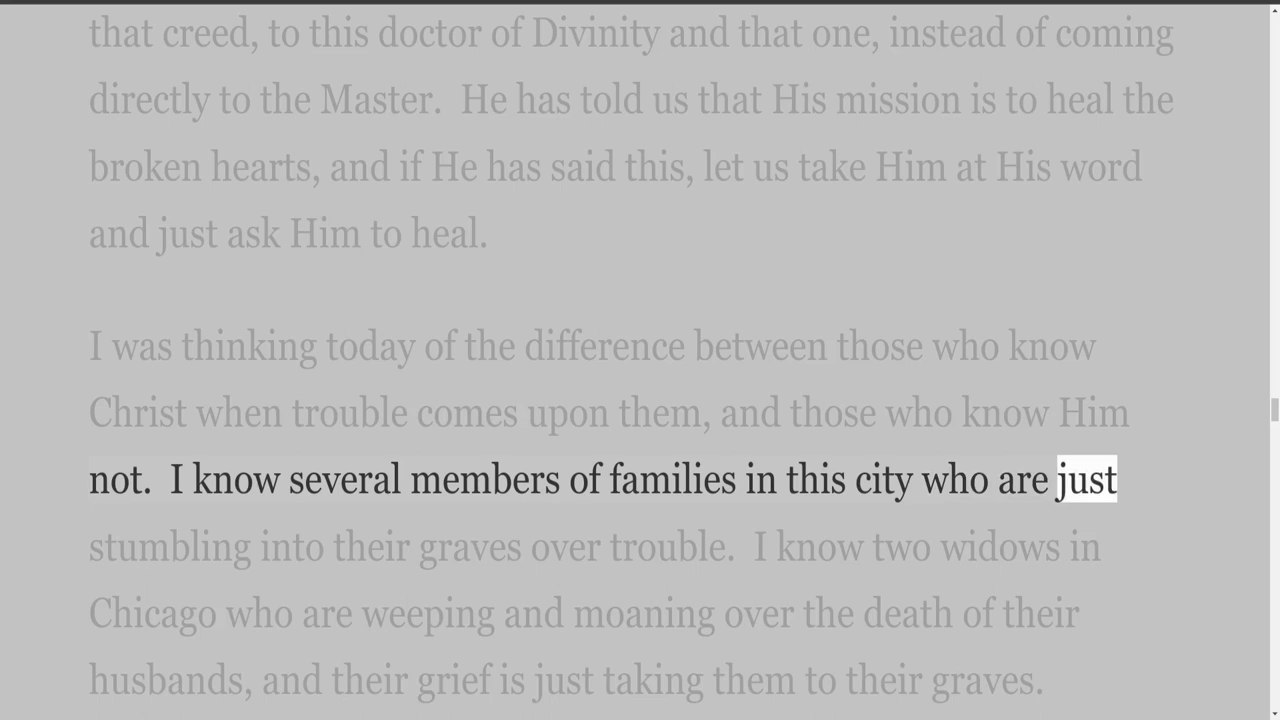 that creed, to this doctor of Divinity and that one, instead of coming
directly to the Master.  He has told us that His mission is to heal the
broken hearts, and if He has said this, let us take Him at His word
and just ask Him to heal.
I was thinking today of the difference between those who know
Christ when trouble comes upon them, and those who know Him
not.  I know several members of families in this city who are just
stumbling into their graves over trouble.  I know two widows in
Chicago who are weeping and moaning over the death of their
husbands, and their grief is just taking them to their graves.